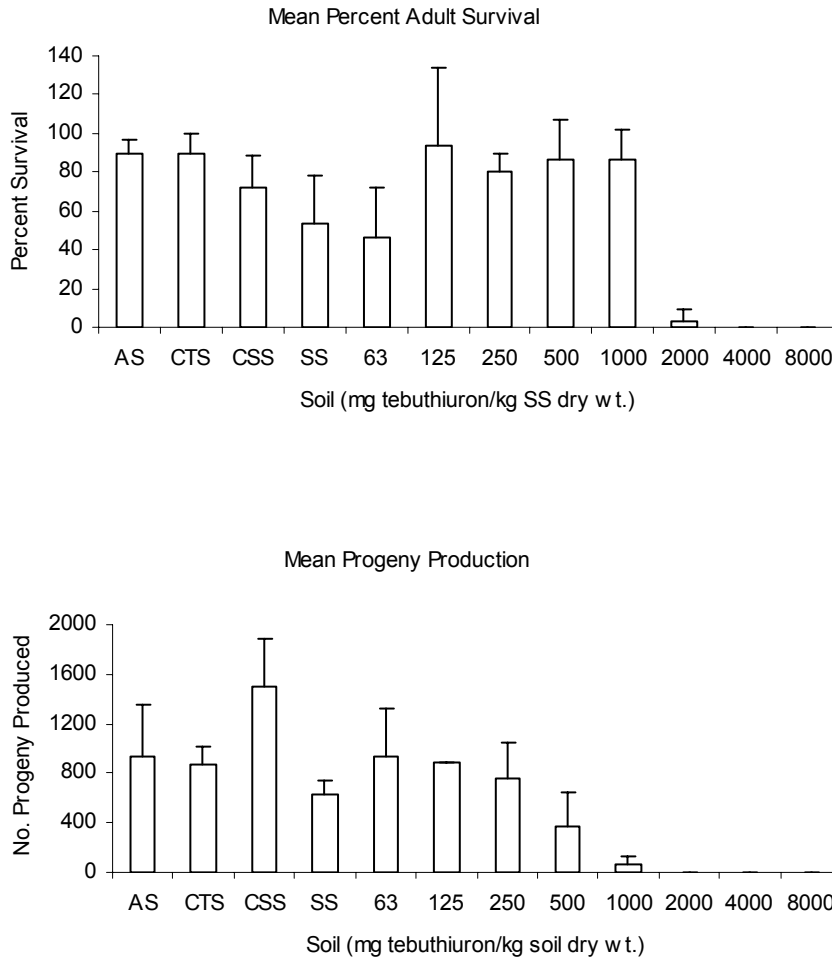 Mean Percent Adult Survival
140
120
100
80
60
40
20
0
Percent Survival
AS CTS CSS SS 63 125 250 500 1000 2000 4000 8000
Soil (mg tebuthiuron/kg SS dry wt.)
Mean Progeny Production
2000
1600
1200
800
400
0
No. Progeny Produced
AS CTS CSS SS 63 125 250 500 1000 2000 4000 8000
Soil (mg tebuthiuron/kg soil dry wt.)